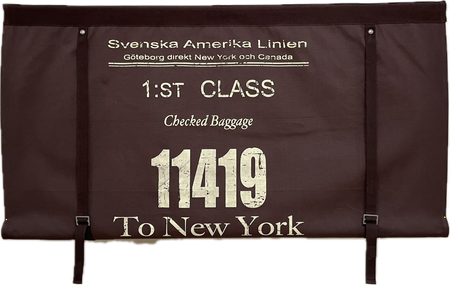 Svenska Amerika Linien
Göteborg direkt New York och Canada
1:ST CLASS
Checked Baggage
11419
To New York